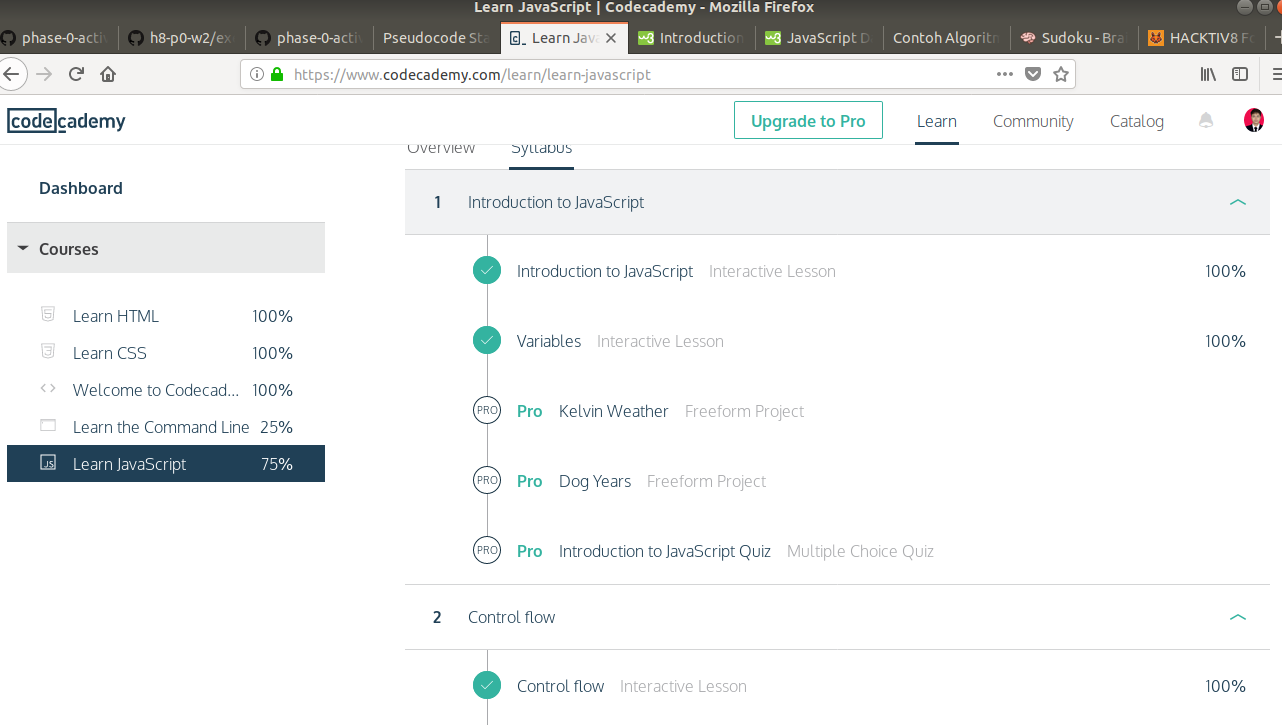 Learn JavaScript | Codecademy - Mozilla Firefox
phase-0-activ h8-p0-w2/ex phase-0-activ Pseudocode Sta Learn Java Introduction JavaScript D Contoh Algoritm Sudoku - Bra HACKTIV8 Fo
https://www.codecademy.com/learn/learn-javascript
codecademy Upgrade to Pro Learn Community Catalog
Overview Syllabus
Dashboard
Courses
Learn HTML 100%
Learn CSS 100%
Welcome to Codecad... 100%
Learn the Command Line 25%
JS Learn JavaScript 75%
1 Introduction to JavaScript
Introduction to JavaScript Interactive Lesson 100%
Variables Interactive Lesson 100%
PRO Pro Kelvin Weather Freeform Project
PRO Pro Dog Years Freeform Project
PRO Pro Introduction to JavaScript Quiz Multiple Choice Quiz
2 Control flow
Control flow Interactive Lesson 100%